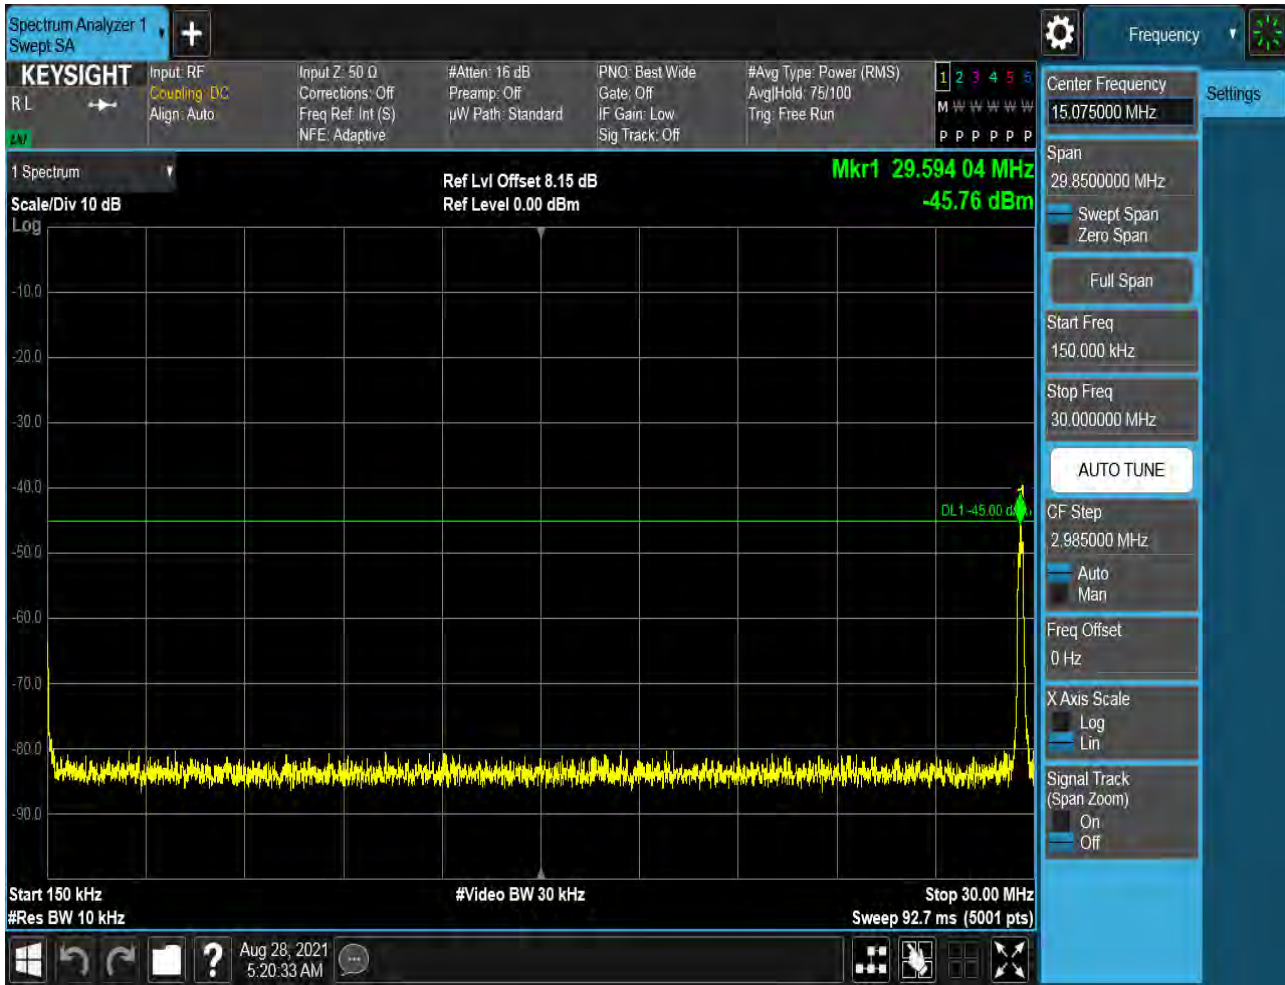 Spectrum Analyzer 1
Swept SA
+
Frequency
KEYSIGHT
R L
LNI
Input: RF
Coupling: DC
Align: Auto
Input Z: 50 Ω
Corrections: Off
Freq Ref: Int (S)
NFE: Adaptive
#Atten: 16 dB
Preamp: Off
µW Path: Standard
PNO: Best Wide
Gate: Off
IF Gain: Low
Sig Track: Off
#Avg Type: Power (RMS)
Avg|Hold: 75/100
Trig: Free Run
1 2 3 4 5 6
M W W W W W
P P P P P P
1 Spectrum
Scale/Div 10 dB
Log
Ref Lvl Offset 8.15 dB
Ref Level 0.00 dBm
Mkr1 29.594 04 MHz
-45.76 dBm
-10.0
-20.0
-30.0
-40.0
-50.0
-60.0
-70.0
-80.0
-90.0
DL1 -45.00
Start 150 kHz
#Res BW 10 kHz
#Video BW 30 kHz
Stop 30.00 MHz
Sweep 92.7 ms (5001 pts)
Center Frequency
15.075000 MHz
Settings
Span
29.8500000 MHz
Swept Span
Zero Span
Full Span
Start Freq
150.000 kHz
Stop Freq
30.000000 MHz
AUTO TUNE
CF Step
2.985000 MHz
Auto
Man
Freq Offset
0 Hz
X Axis Scale
Log
Lin
Signal Track
(Span Zoom)
On
Off
?
Aug 28, 2021
5:20:33 AM